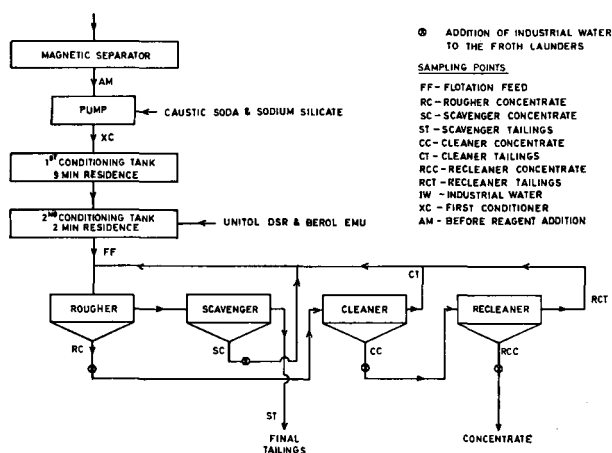 MAGNETIC SEPARATOR
AM
PUMP
CAUSTIC SODA & SODIUM SILICATE
XC
1ST CONDITIONING TANK
9 MIN RESIDENCE
2ND CONDITIONING TANK
2 MIN RESIDENCE
UNITOL DSR & BEROL EMU
FF
⊗ ADDITION OF INDUSTRIAL WATER
TO THE FROTH LAUNDERS
SAMPLING POINTS
FF - FLOTATION FEED
RC - ROUGHER CONCENTRATE
SC - SCAVENGER CONCENTRATE
ST - SCAVENGER TAILINGS
CC - CLEANER CONCENTRATE
CT - CLEANER TAILINGS
RCC - RECLEANER CONCENTRATE
RCT - RECLEANER TAILINGS
IW - INDUSTRIAL WATER
XC - FIRST CONDITIONER
AM - BEFORE REAGENT ADDITION
CT
RCT
ROUGHER
SCAVENGER
CLEANER
RECLEANER
RC
SC
CC
RCC
ST
FINAL
TAILINGS
CONCENTRATE